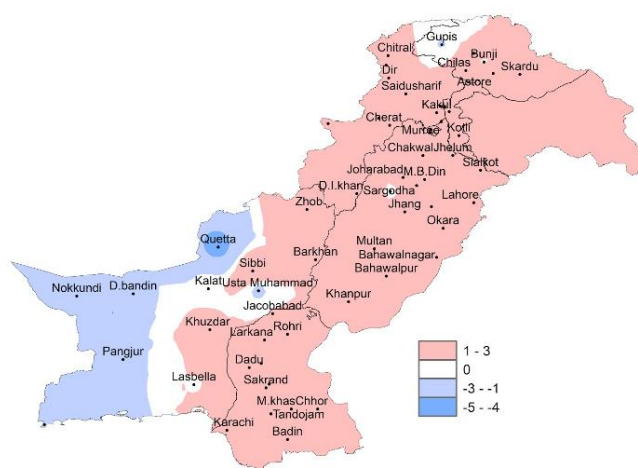 Gupis
Chitral
Bunji
Chilas
Skardu
Dir
Astore
Saidusharif
Kakul
Cherat
Murree
Kotli
Chakwal
Jhelum
Sialkot
Joharabad
M.B.Din
D.I.khan
Sargodha
Lahore
Zhob
Jhang
Okara
Quetta
Multan
Barkhan
Bahawalnagar
Sibbi
Bahawalpur
Kalat
Usta Muhammad
Nokkundi
D.bandin
Khanpur
Jacobabad
Khuzdar
Rohri
Larkana
1 - 3
0
Pangjur
Dadu
-3 - -1
Lasbella
Sakrand
-5 - -4
M.khas
Chhor
Tandojam
Karachi
Badin